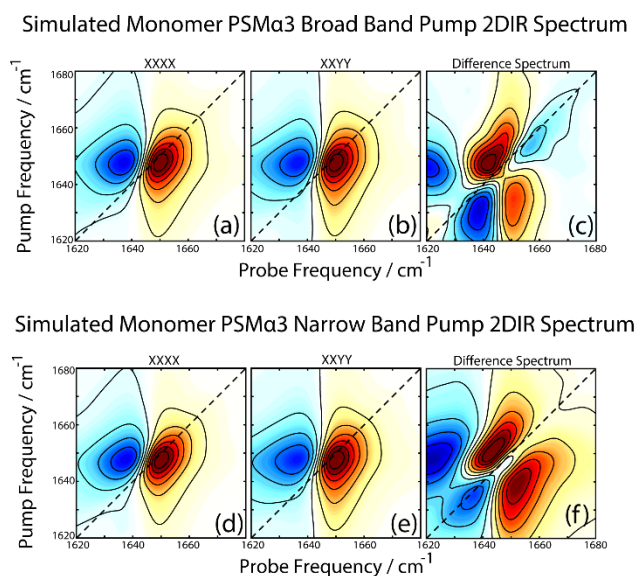 Simulated Monomer PSMα3 Broad Band Pump 2DIR Spectrum
XXXX XXYY Difference Spectrum
Pump Frequency / cm-1
1680
1660
1640
1620
(a) (b) (c)
1620 1640 1660 1620 1640 1660 1620 1640 1660 1680
Probe Frequency / cm-1
Simulated Monomer PSMα3 Narrow Band Pump 2DIR Spectrum
XXXX XXYY Difference Spectrum
Pump Frequency / cm-1
1680
1660
1640
1620
(d) (e) (f)
1620 1640 1660 1620 1640 1660 1620 1640 1660 1680
Probe Frequency / cm-1